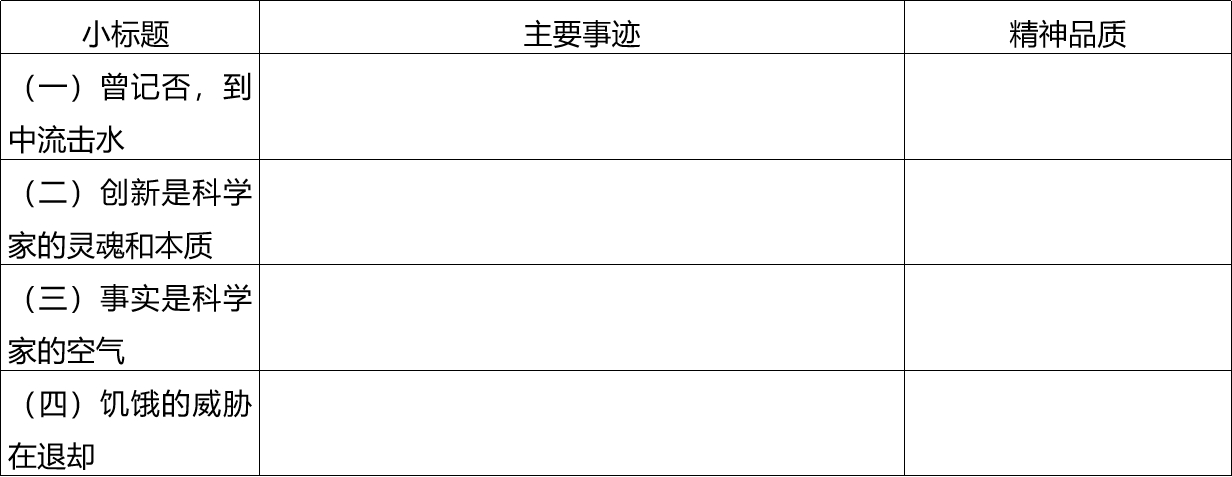 小标题 主要事迹 精神品质
（一）曾记否，到
中流击水
（二）创新是科学
家的灵魂和本质
（三）事实是科学
家的空气
（四）饥饿的威胁
在退却